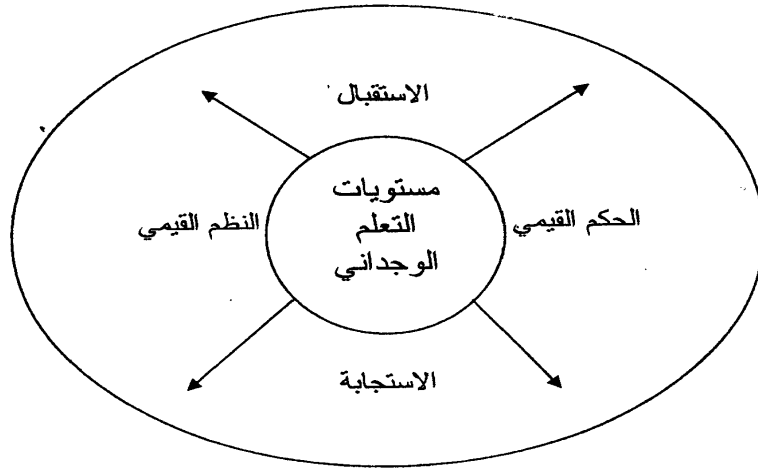 الاستقبال
مستويات
التعلم
الوجداني
الحكم القيمي
النظم القيمي
الاستجابة